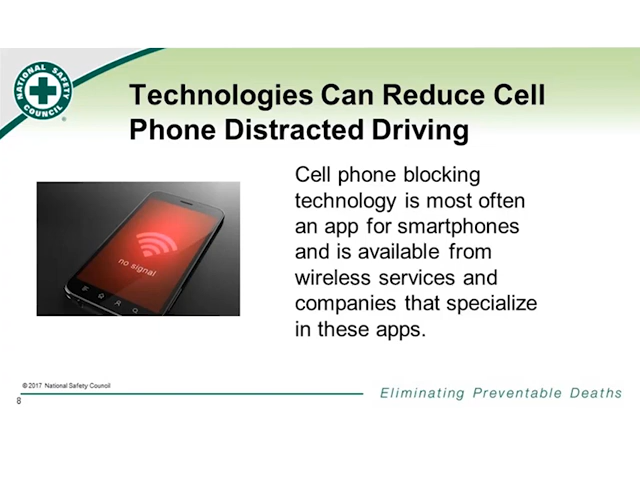 NATIONAL SAFETY
COUNCIL
®
Technologies Can Reduce Cell
Phone Distracted Driving
Cell phone blocking
technology is most often
an app for smartphones
and is available from
wireless services and
companies that specialize
in these apps.
no signal
© 2017 National Safety Council
Eliminating Preventable Deaths
8